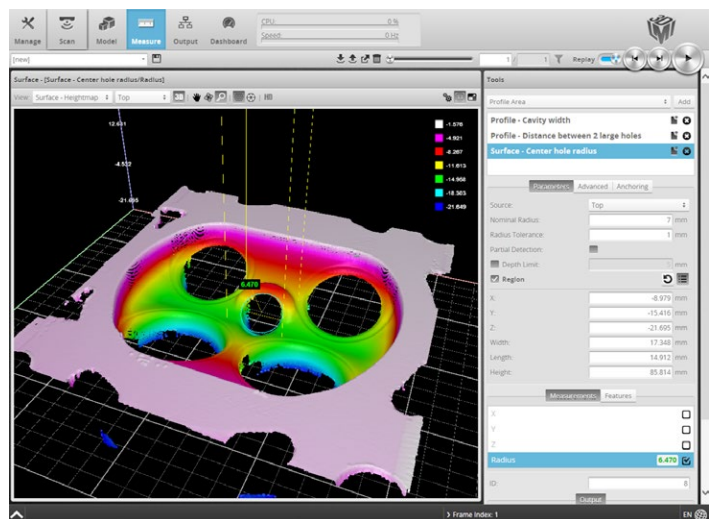 Manage Scan Model Measure Output Dashboard
CPU: 0 %
Speed: 0 Hz
[new] 1 / 1 Replay
Surface - [Surface - Center hole radius/Radius]
View: Surface - Heightmap Top
12.631
-4.532
-21.695
-1.576
-4.921
-8.267
-11.613
-14.958
-18.303
-21.649
6.470
Tools
Profile Area Add
Profile - Cavity width
Profile - Distance between 2 large holes
Surface - Center hole radius
Parameters Advanced Anchoring
Source: Top
Nominal Radius: 7 mm
Radius Tolerance: 1 mm
Partial Detection:
Depth Limit: mm
Region
X: -8.979 mm
Y: -15.416 mm
Z: -21.695 mm
Width: 17.348 mm
Length: 14.912 mm
Height: 85.814 mm
Measurements Features
X
Y
Z
Radius 6.470
ID: 8
Output
Frame Index: 1 EN